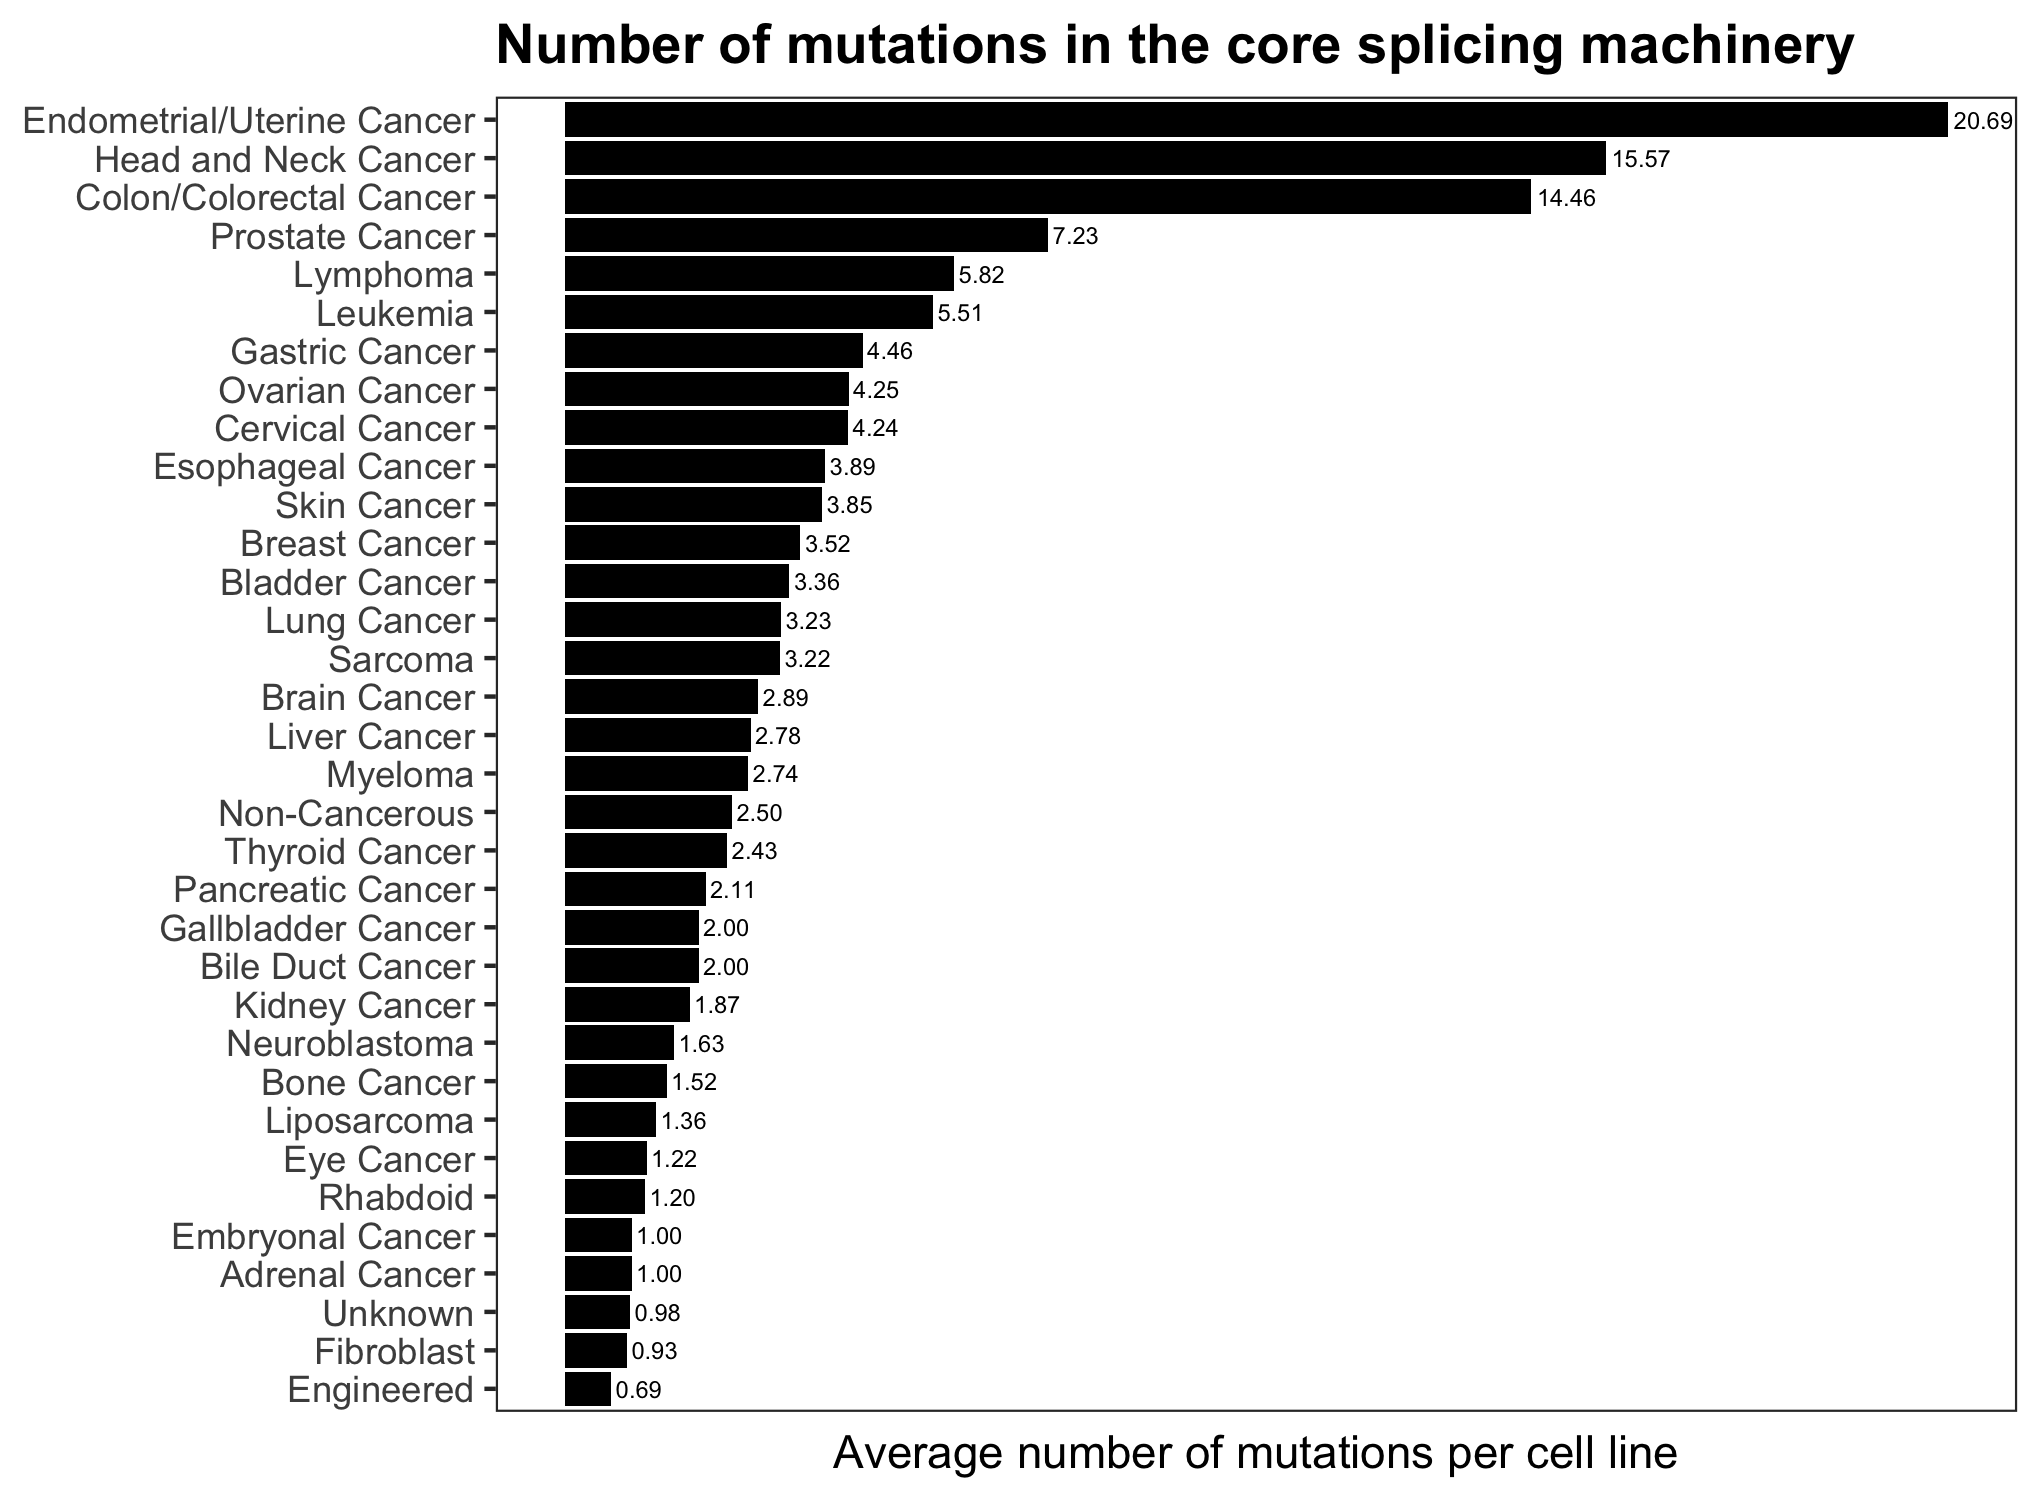 Number of mutations in the core splicing machinery
Endometrial/Uterine Cancer 20.69
Head and Neck Cancer 15.57
Colon/Colorectal Cancer 14.46
Prostate Cancer 7.23
Lymphoma 5.82
Leukemia 5.51
Gastric Cancer 4.46
Ovarian Cancer 4.25
Cervical Cancer 4.24
Esophageal Cancer 3.89
Skin Cancer 3.85
Breast Cancer 3.52
Bladder Cancer 3.36
Lung Cancer 3.23
Sarcoma 3.22
Brain Cancer 2.89
Liver Cancer 2.78
Myeloma 2.74
Non-Cancerous 2.50
Thyroid Cancer 2.43
Pancreatic Cancer 2.11
Gallbladder Cancer 2.00
Bile Duct Cancer 2.00
Kidney Cancer 1.87
Neuroblastoma 1.63
Bone Cancer 1.52
Liposarcoma 1.36
Eye Cancer 1.22
Rhabdoid 1.20
Embryonal Cancer 1.00
Adrenal Cancer 1.00
Unknown 0.98
Fibroblast 0.93
Engineered 0.69
Average number of mutations per cell line